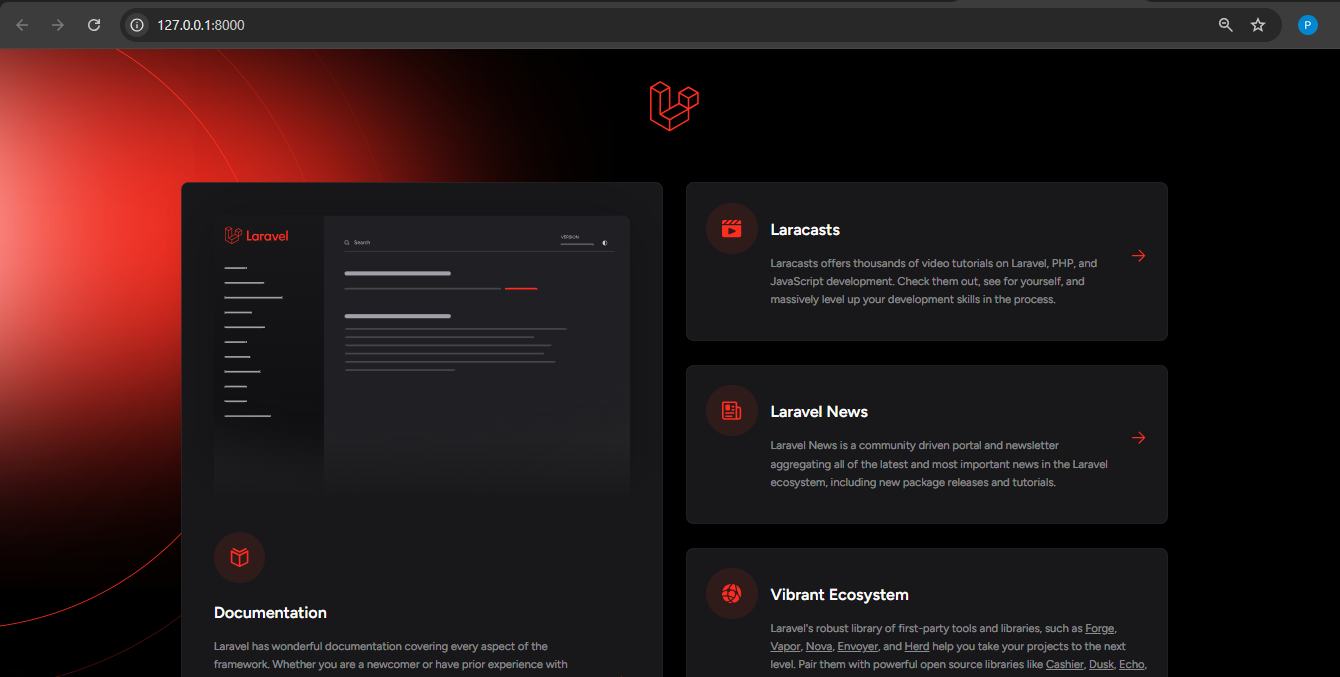 127.0.0.1:8000
P
Laravel
Search
VERSION
Documentation
Laravel has wonderful documentation covering every aspect of the
framework. Whether you are a newcomer or have prior experience with
Laracasts
Laracasts offers thousands of video tutorials on Laravel, PHP, and
JavaScript development. Check them out, see for yourself, and
massively level up your development skills in the process.
Laravel News
Laravel News is a community driven portal and newsletter
aggregating all of the latest and most important news in the Laravel
ecosystem, including new package releases and tutorials.
Vibrant Ecosystem
Laravel's robust library of first-party tools and libraries, such as Forge,
Vapor, Nova, Envoyer, and Herd help you take your projects to the next
level. Pair them with powerful open source libraries like Cashier, Dusk, Echo,